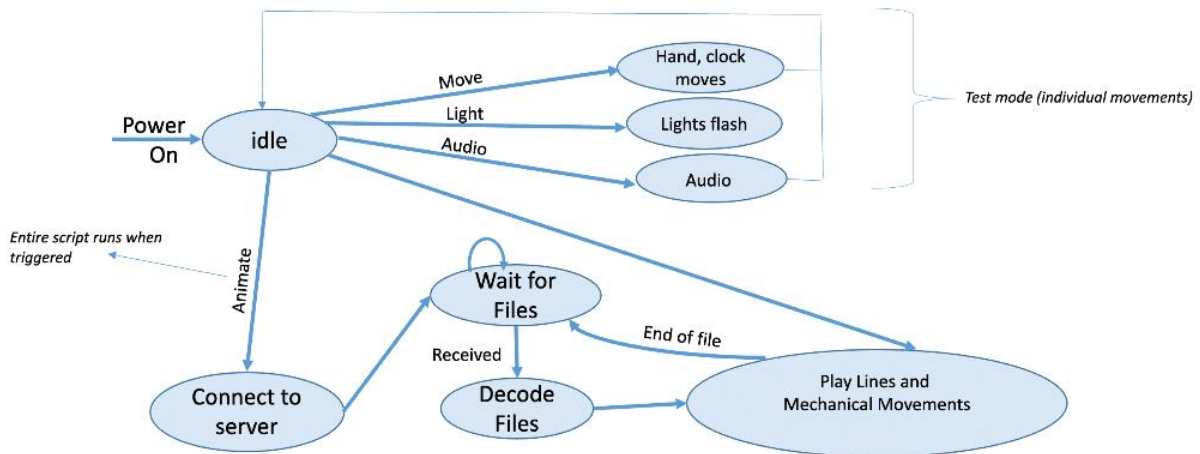 Power
On
idle
Move
Light
Audio
Hand, clock
moves
Lights flash
Audio
Test mode (individual movements)
Entire script runs when
triggered
Animate
Connect to
server
Wait for
Files
Received
Decode
Files
End of file
Play Lines and
Mechanical Movements